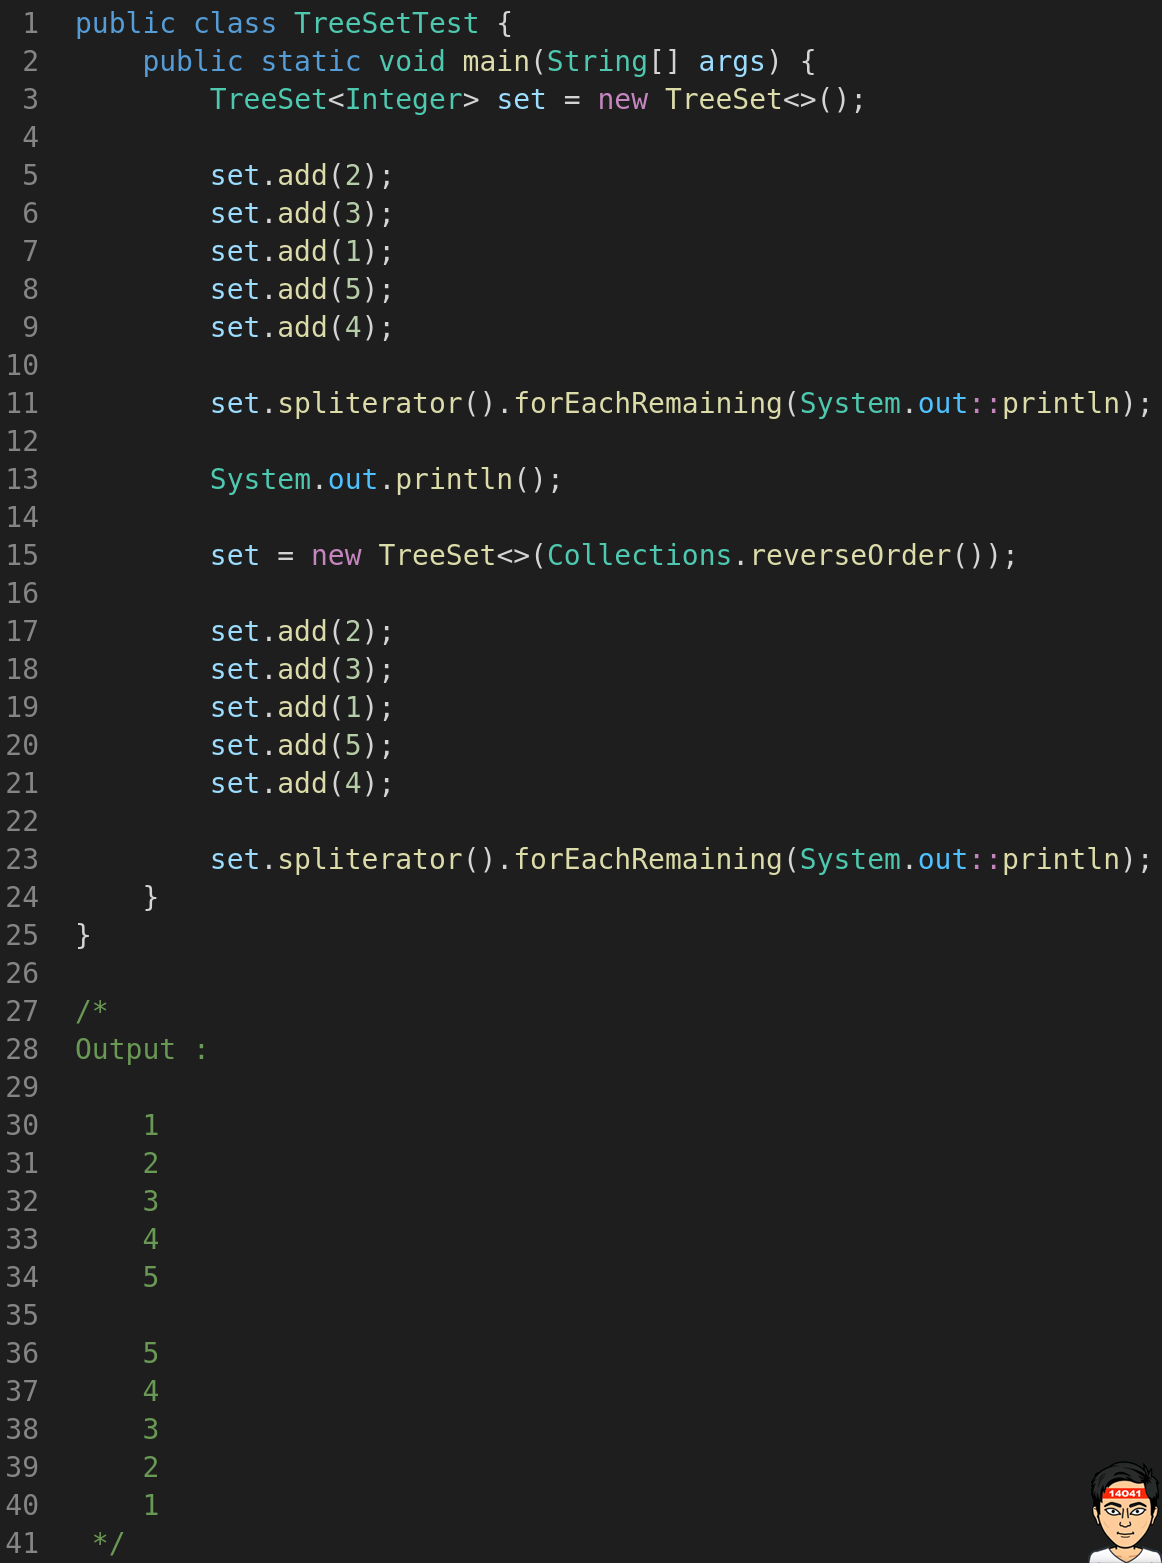 1 public class TreeSetTest {
2 public static void main(String[] args) {
3 TreeSet<Integer> set = new TreeSet<>();
4
5 set.add(2);
6 set.add(3);
7 set.add(1);
8 set.add(5);
9 set.add(4);
10
11 set.spliterator().forEachRemaining(System.out::println);
12
13 System.out.println();
14
15 set = new TreeSet<>(Collections.reverseOrder());
16
17 set.add(2);
18 set.add(3);
19 set.add(1);
20 set.add(5);
21 set.add(4);
22
23 set.spliterator().forEachRemaining(System.out::println);
24 }
25 }
26
27 /*
28 Output :
29
30 1
31 2
32 3
33 4
34 5
35
36 5
37 4
38 3
39 2
40 1
41 */
14041